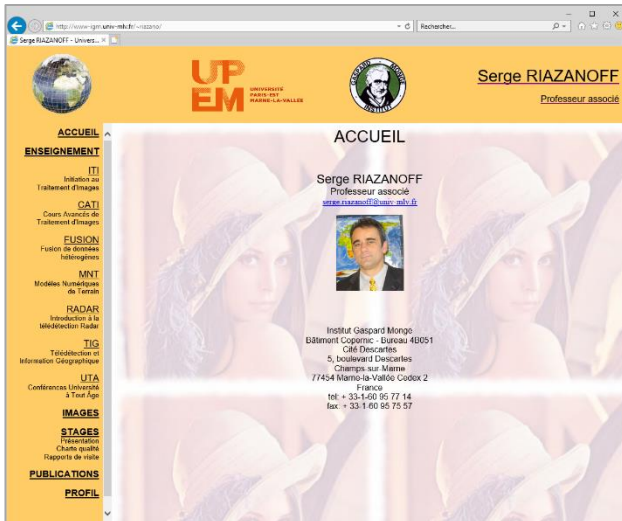 http://www-igm.univ-mlv.fr/~riazano/
Rechercher...
Serge RIAZANOFF - Univers...
UP
EM
UNIVERSITÉ
PARIS-EST
MARNE-LA-VALLÉE
GASPARD MONGE
Serge RIAZANOFF
Professeur associé
ACCUEIL
ENSEIGNEMENT
ITI
Initiation au
Traitement d'Images
CATI
Cours Avancés de
Traitement d'Images
FUSION
Fusion de données
hétérogènes
MNT
Modèles Numériques
de Terrain
RADAR
Introduction à la
télédétection Radar
TIG
Télédétection et
Information Géographique
UTA
Conférences Université
à Tout Âge
IMAGES
STAGES
Présentation
Charte qualité
Rapports de visite
PUBLICATIONS
PROFIL
ACCUEIL
Serge RIAZANOFF
Professeur associé
serge.riazanoff@univ-mlv.fr
Institut Gaspard Monge
Bâtiment Copernic - Bureau 4B051
Cité Descartes
5, boulevard Descartes
Champs-sur-Marne
77454 Marne-la-Vallée Cedex 2
France
tél: + 33-1-60 95 77 14
fax: + 33-1-60 95 75 57